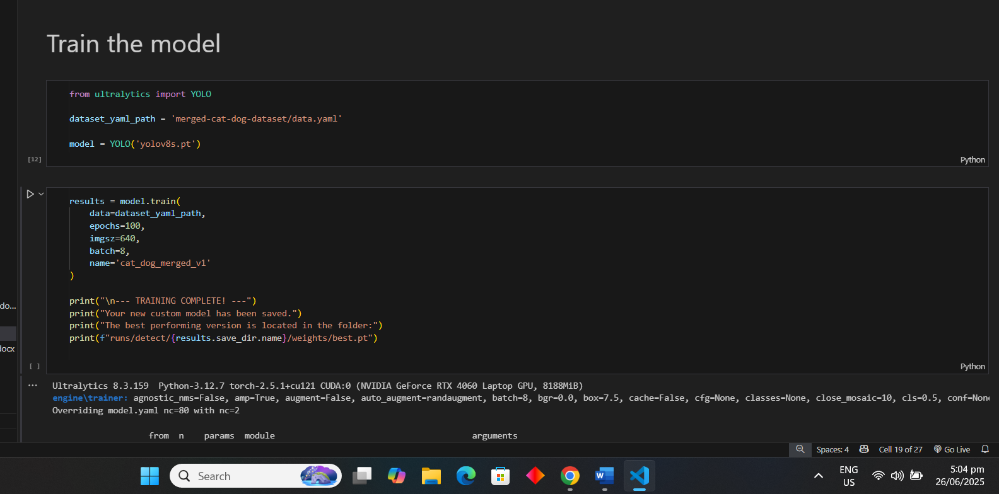 Train the model
from ultralytics import YOLO
dataset_yaml_path = 'merged-cat-dog-dataset/data.yaml'
model = YOLO('yolov8s.pt')
[12]
Python
results = model.train(
data=dataset_yaml_path,
epochs=100,
imgsz=640,
batch=8,
name='cat_dog_merged_v1'
)
print("\n--- TRAINING COMPLETE! ---")
print("Your new custom model has been saved.")
print("The best performing version is located in the folder:")
print(f"runs/detect/{results.save_dir.name}/weights/best.pt")
[ ]
Python
do...
docx
Ultralytics 8.3.159 Python-3.12.7 torch-2.5.1+cu121 CUDA:0 (NVIDIA GeForce RTX 4060 Laptop GPU, 8188MiB)
engine\trainer: agnostic_nms=False, amp=True, augment=False, auto_augment=randaugment, batch=8, bgr=0.0, box=7.5, cache=False, cfg=None, classes=None, close_mosaic=10, cls=0.5, conf=None
Overriding model.yaml nc=80 with nc=2
from n params module arguments
Spaces: 4 Cell 19 of 27 Go Live
Search
W
ENG
US
5:04 pm
26/06/2025